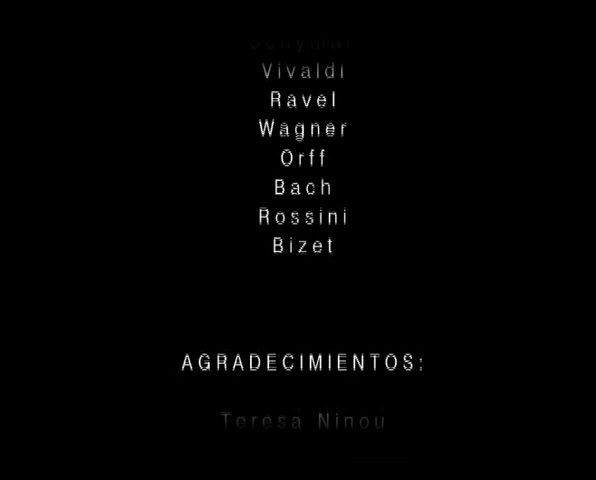 Vivaldi
Ravel
Wagner
Orff
Bach
Rossini
Bizet
AGRADECIMIENTOS:
Teresa Ninou